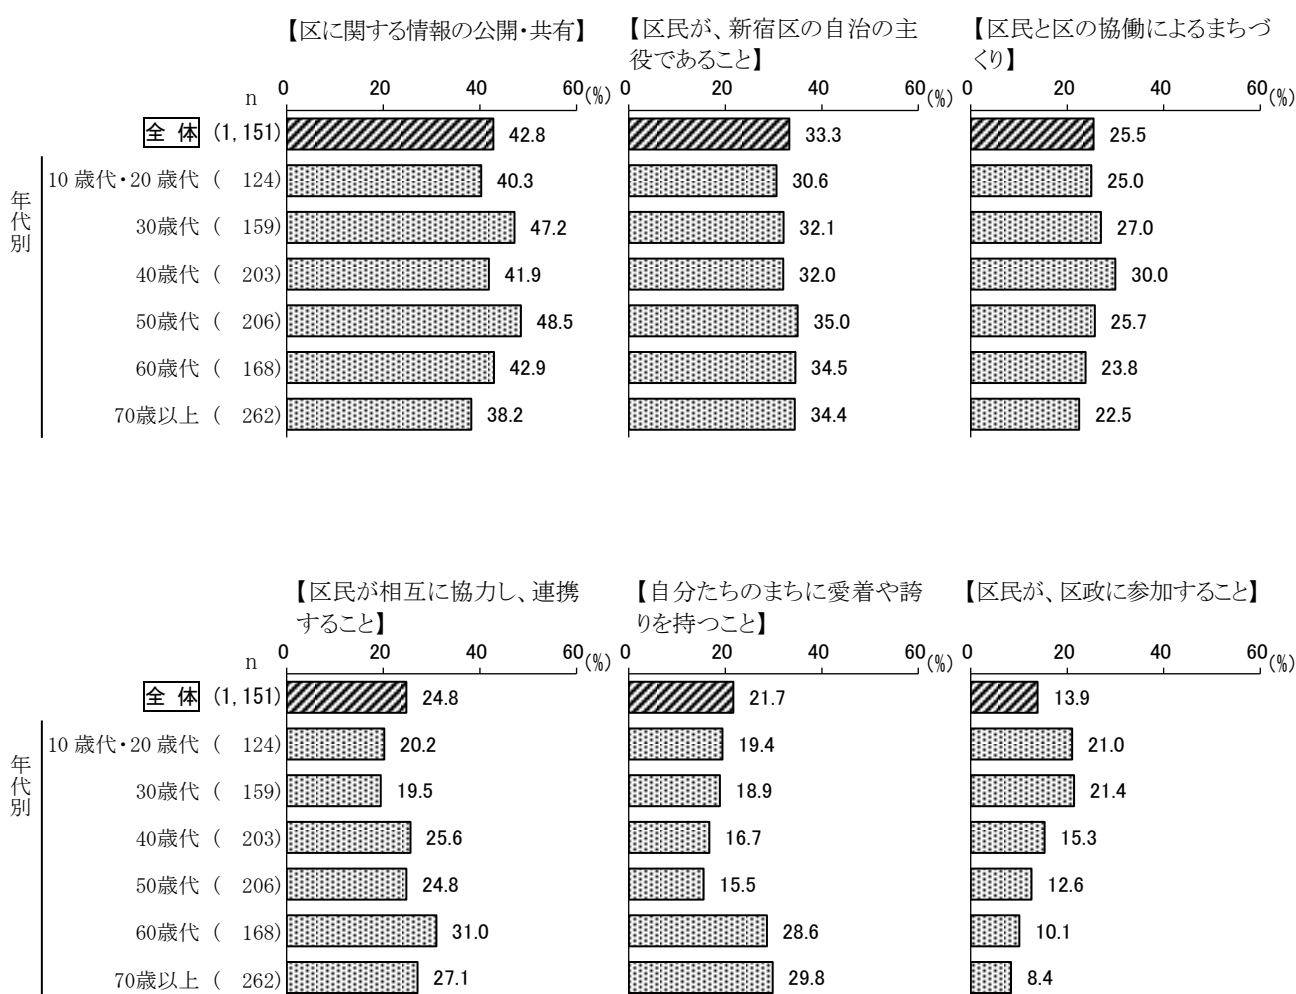 【区に関する情報の公開・共有】
【区民が、新宿区の自治の主
役であること】
【区民と区の協働によるまちづ
くり】
n 0 20 40 60(%) 0 20 40 60(%) 0 20 40 60(%)
全 体 (1,151) 42.8 33.3 25.5
年代別
10 歳代・20 歳代 ( 124) 40.3 30.6 25.0
30歳代 ( 159) 47.2 32.1 27.0
40歳代 ( 203) 41.9 32.0 30.0
50歳代 ( 206) 48.5 35.0 25.7
60歳代 ( 168) 42.9 34.5 23.8
70歳以上 ( 262) 38.2 34.4 22.5
【区民が相互に協力し、連携
すること】
【自分たちのまちに愛着や誇
りを持つこと】
【区民が、区政に参加すること】
n 0 20 40 60(%) 0 20 40 60(%) 0 20 40 60(%)
全 体 (1,151) 24.8 21.7 13.9
年代別
10 歳代・20 歳代 ( 124) 20.2 19.4 21.0
30歳代 ( 159) 19.5 18.9 21.4
40歳代 ( 203) 25.6 16.7 15.3
50歳代 ( 206) 24.8 15.5 12.6
60歳代 ( 168) 31.0 28.6 10.1
70歳以上 ( 262) 27.1 29.8 8.4